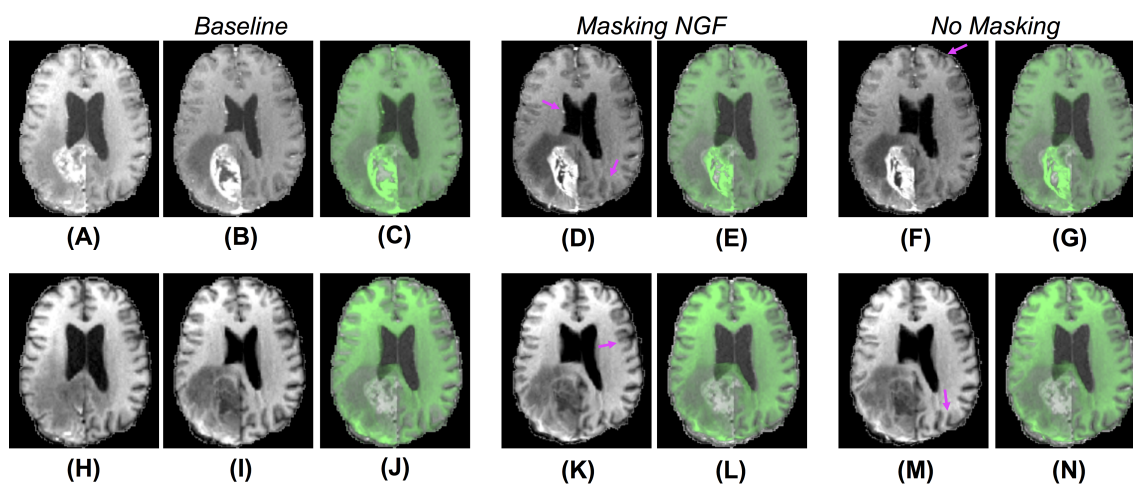 Baseline Masking NGF No Masking
(A) (B) (C) (D) (E) (F) (G)
(H) (I) (J) (K) (L) (M) (N)